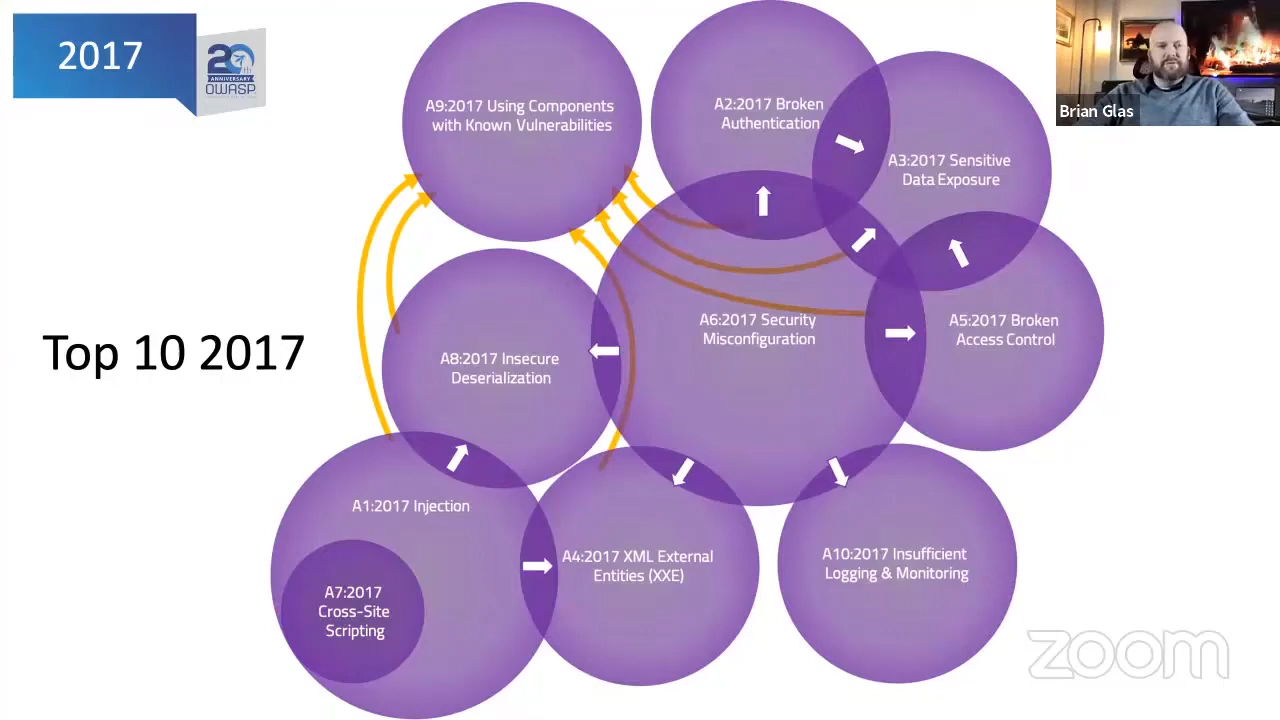 2017
20
ANNIVERSARY
OWASP
Brian Glas
Top 10 2017
A9:2017 Using Components
with Known Vulnerabilities
A2:2017 Broken
Authentication
A3:2017 Sensitive
Data Exposure
A6:2017 Security
Misconfiguration
A5:2017 Broken
Access Control
A8:2017 Insecure
Deserialization
A1:2017 Injection
A4:2017 XML External
Entities (XXE)
A10:2017 Insufficient
Logging & Monitoring
A7:2017
Cross-Site
Scripting
zoom